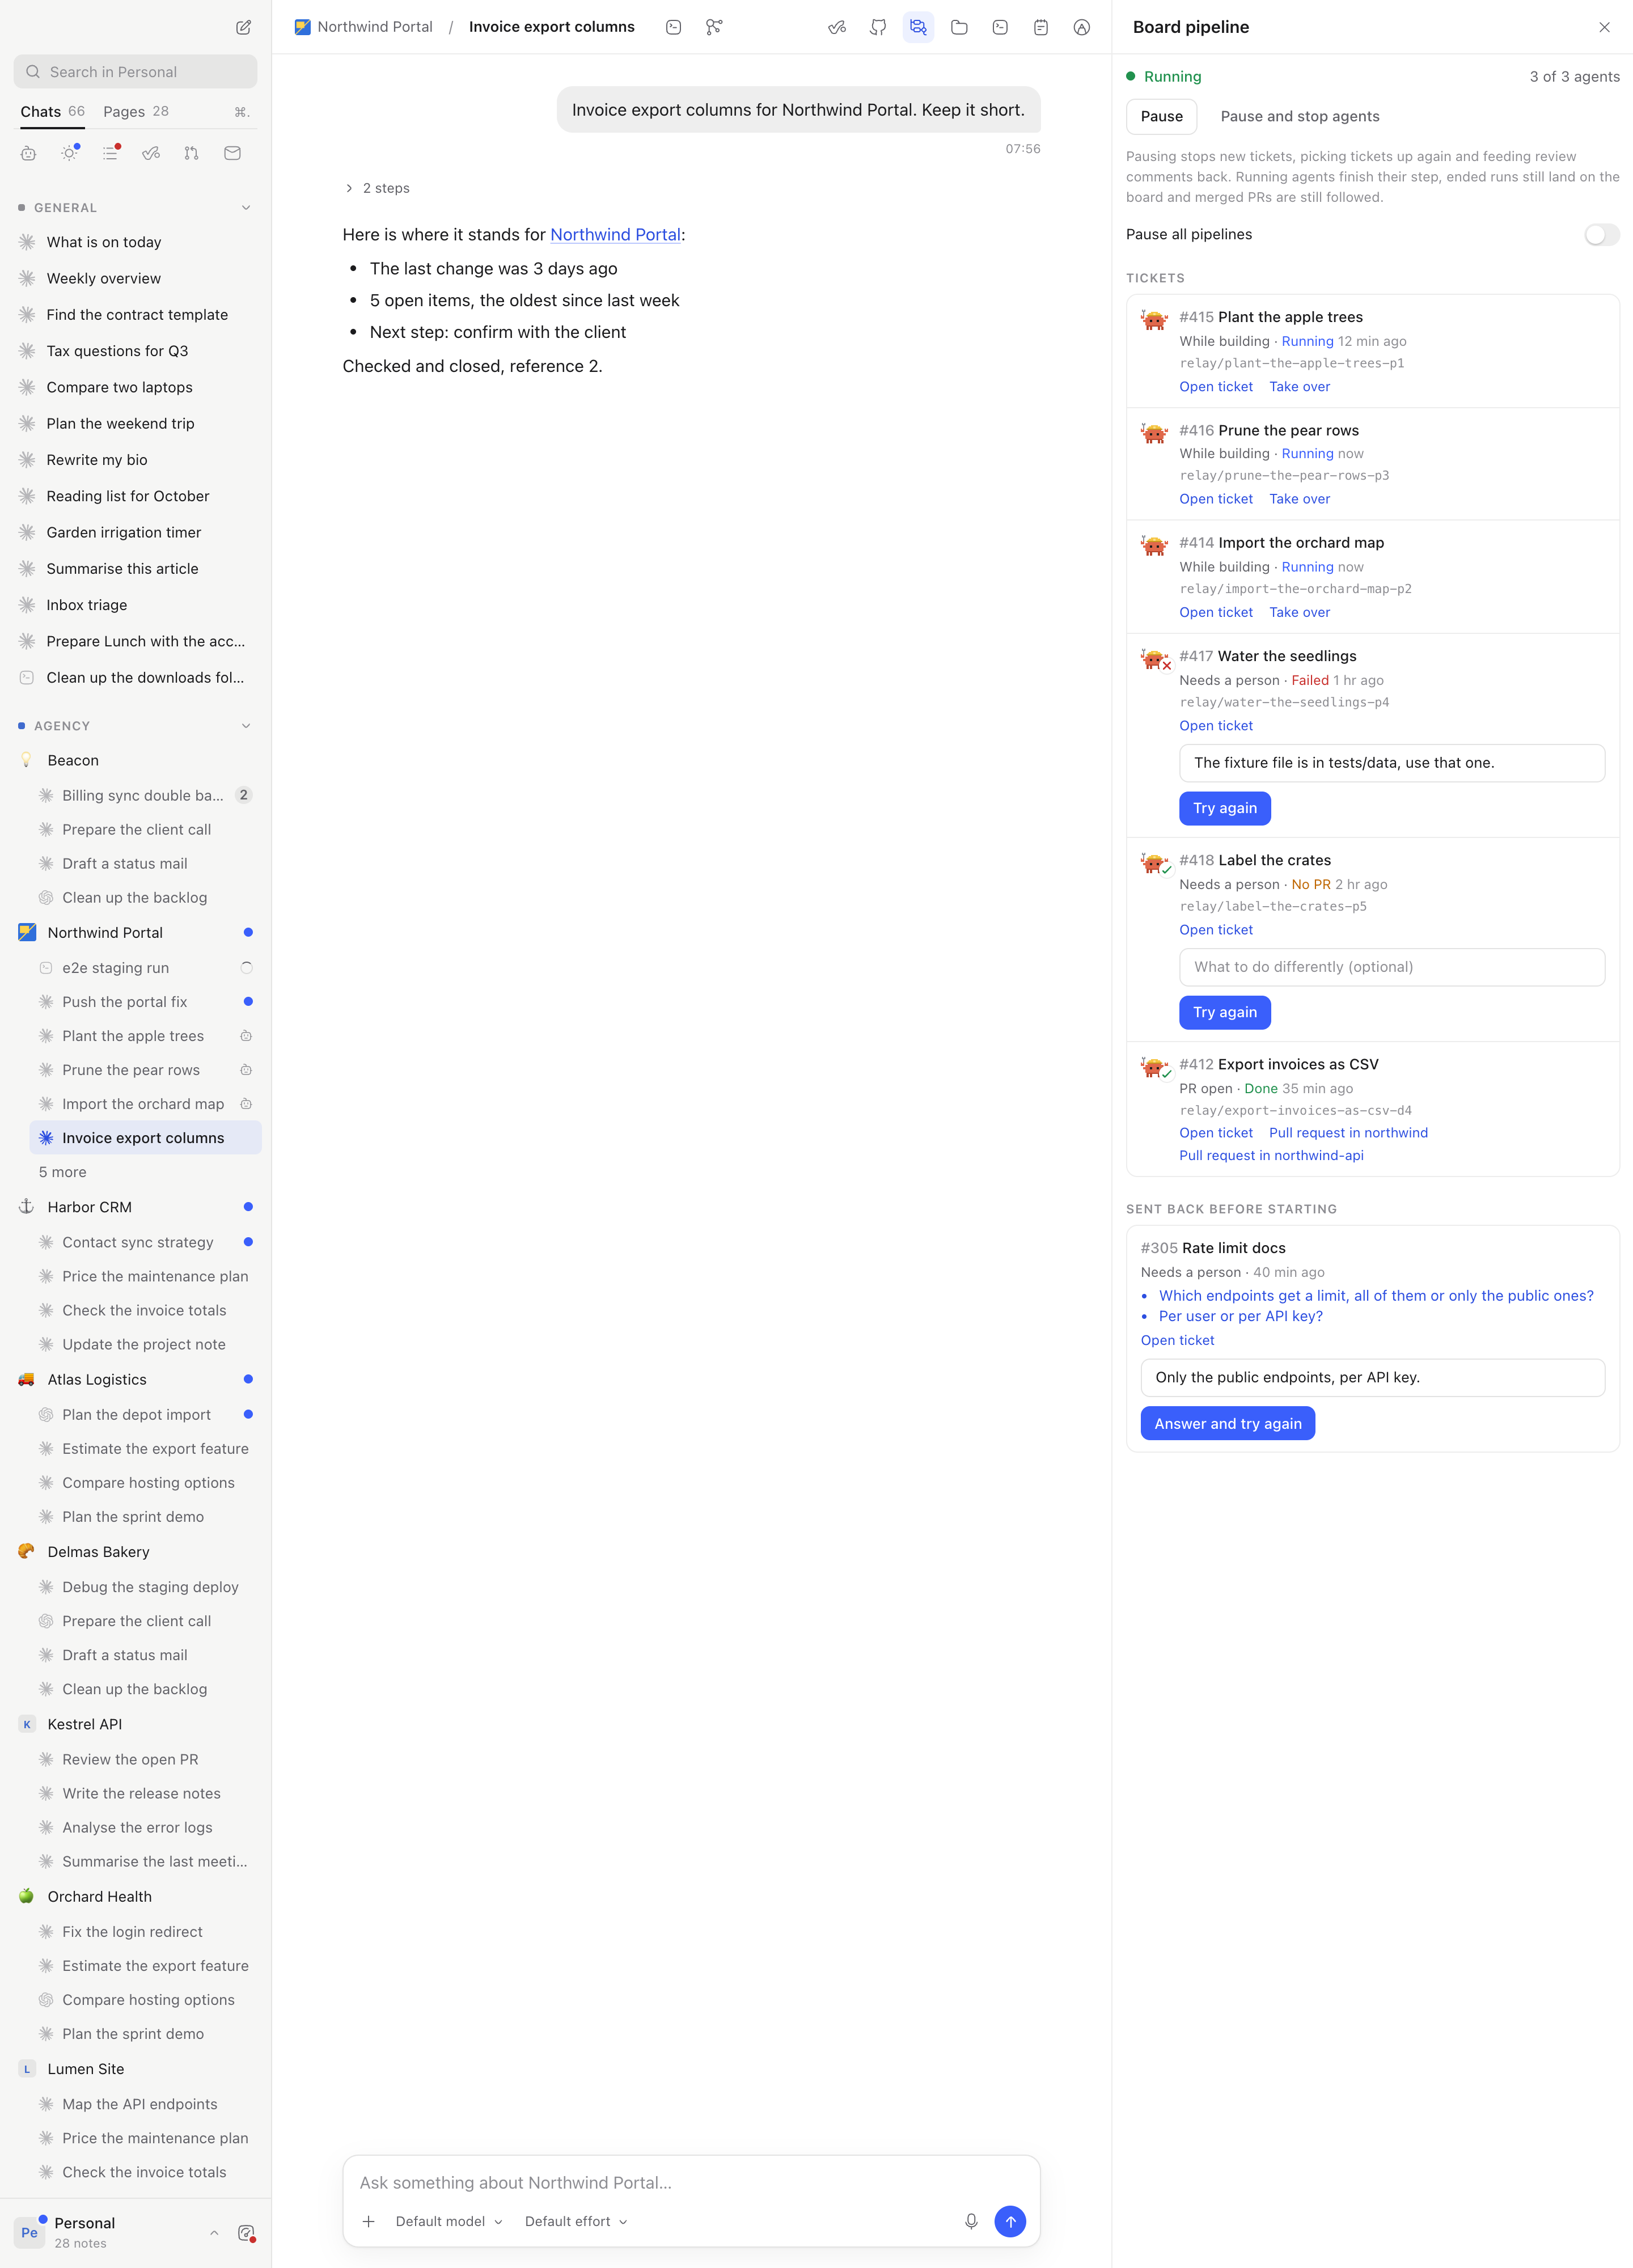 Search in Personal
Chats 66 Pages 28 ⌘.
GENERAL
What is on today
Weekly overview
Find the contract template
Tax questions for Q3
Compare two laptops
Plan the weekend trip
Rewrite my bio
Reading list for October
Garden irrigation timer
Summarise this article
Inbox triage
Prepare Lunch with the acc...
Clean up the downloads fol...
AGENCY
Beacon
Billing sync double ba... 2
Prepare the client call
Draft a status mail
Clean up the backlog
Northwind Portal
e2e staging run
Push the portal fix
Plant the apple trees
Prune the pear rows
Import the orchard map
Invoice export columns
5 more
Harbor CRM
Contact sync strategy
Price the maintenance plan
Check the invoice totals
Update the project note
Atlas Logistics
Plan the depot import
Estimate the export feature
Compare hosting options
Plan the sprint demo
Delmas Bakery
Debug the staging deploy
Prepare the client call
Draft a status mail
Clean up the backlog
K Kestrel API
Review the open PR
Write the release notes
Analyse the error logs
Summarise the last meeti...
Orchard Health
Fix the login redirect
Estimate the export feature
Compare hosting options
Plan the sprint demo
L Lumen Site
Map the API endpoints
Price the maintenance plan
Check the invoice totals
Pe Personal
28 notes
Northwind Portal / Invoice export columns
Invoice export columns for Northwind Portal. Keep it short.
07:56
2 steps
Here is where it stands for Northwind Portal:
• The last change was 3 days ago
• 5 open items, the oldest since last week
• Next step: confirm with the client
Checked and closed, reference 2.
Ask something about Northwind Portal...
Default model Default effort
Board pipeline
Running 3 of 3 agents
Pause Pause and stop agents
Pausing stops new tickets, picking tickets up again and feeding review
comments back. Running agents finish their step, ended runs still land on the
board and merged PRs are still followed.
Pause all pipelines
TICKETS
#415 Plant the apple trees
While building · Running 12 min ago
relay/plant-the-apple-trees-p1
Open ticket Take over
#416 Prune the pear rows
While building · Running now
relay/prune-the-pear-rows-p3
Open ticket Take over
#414 Import the orchard map
While building · Running now
relay/import-the-orchard-map-p2
Open ticket Take over
#417 Water the seedlings
Needs a person · Failed 1 hr ago
relay/water-the-seedlings-p4
Open ticket
The fixture file is in tests/data, use that one.
Try again
#418 Label the crates
Needs a person · No PR 2 hr ago
relay/label-the-crates-p5
Open ticket
What to do differently (optional)
Try again
#412 Export invoices as CSV
PR open · Done 35 min ago
relay/export-invoices-as-csv-d4
Open ticket Pull request in northwind
Pull request in northwind-api
SENT BACK BEFORE STARTING
#305 Rate limit docs
Needs a person · 40 min ago
• Which endpoints get a limit, all of them or only the public ones?
• Per user or per API key?
Open ticket
Only the public endpoints, per API key.
Answer and try again